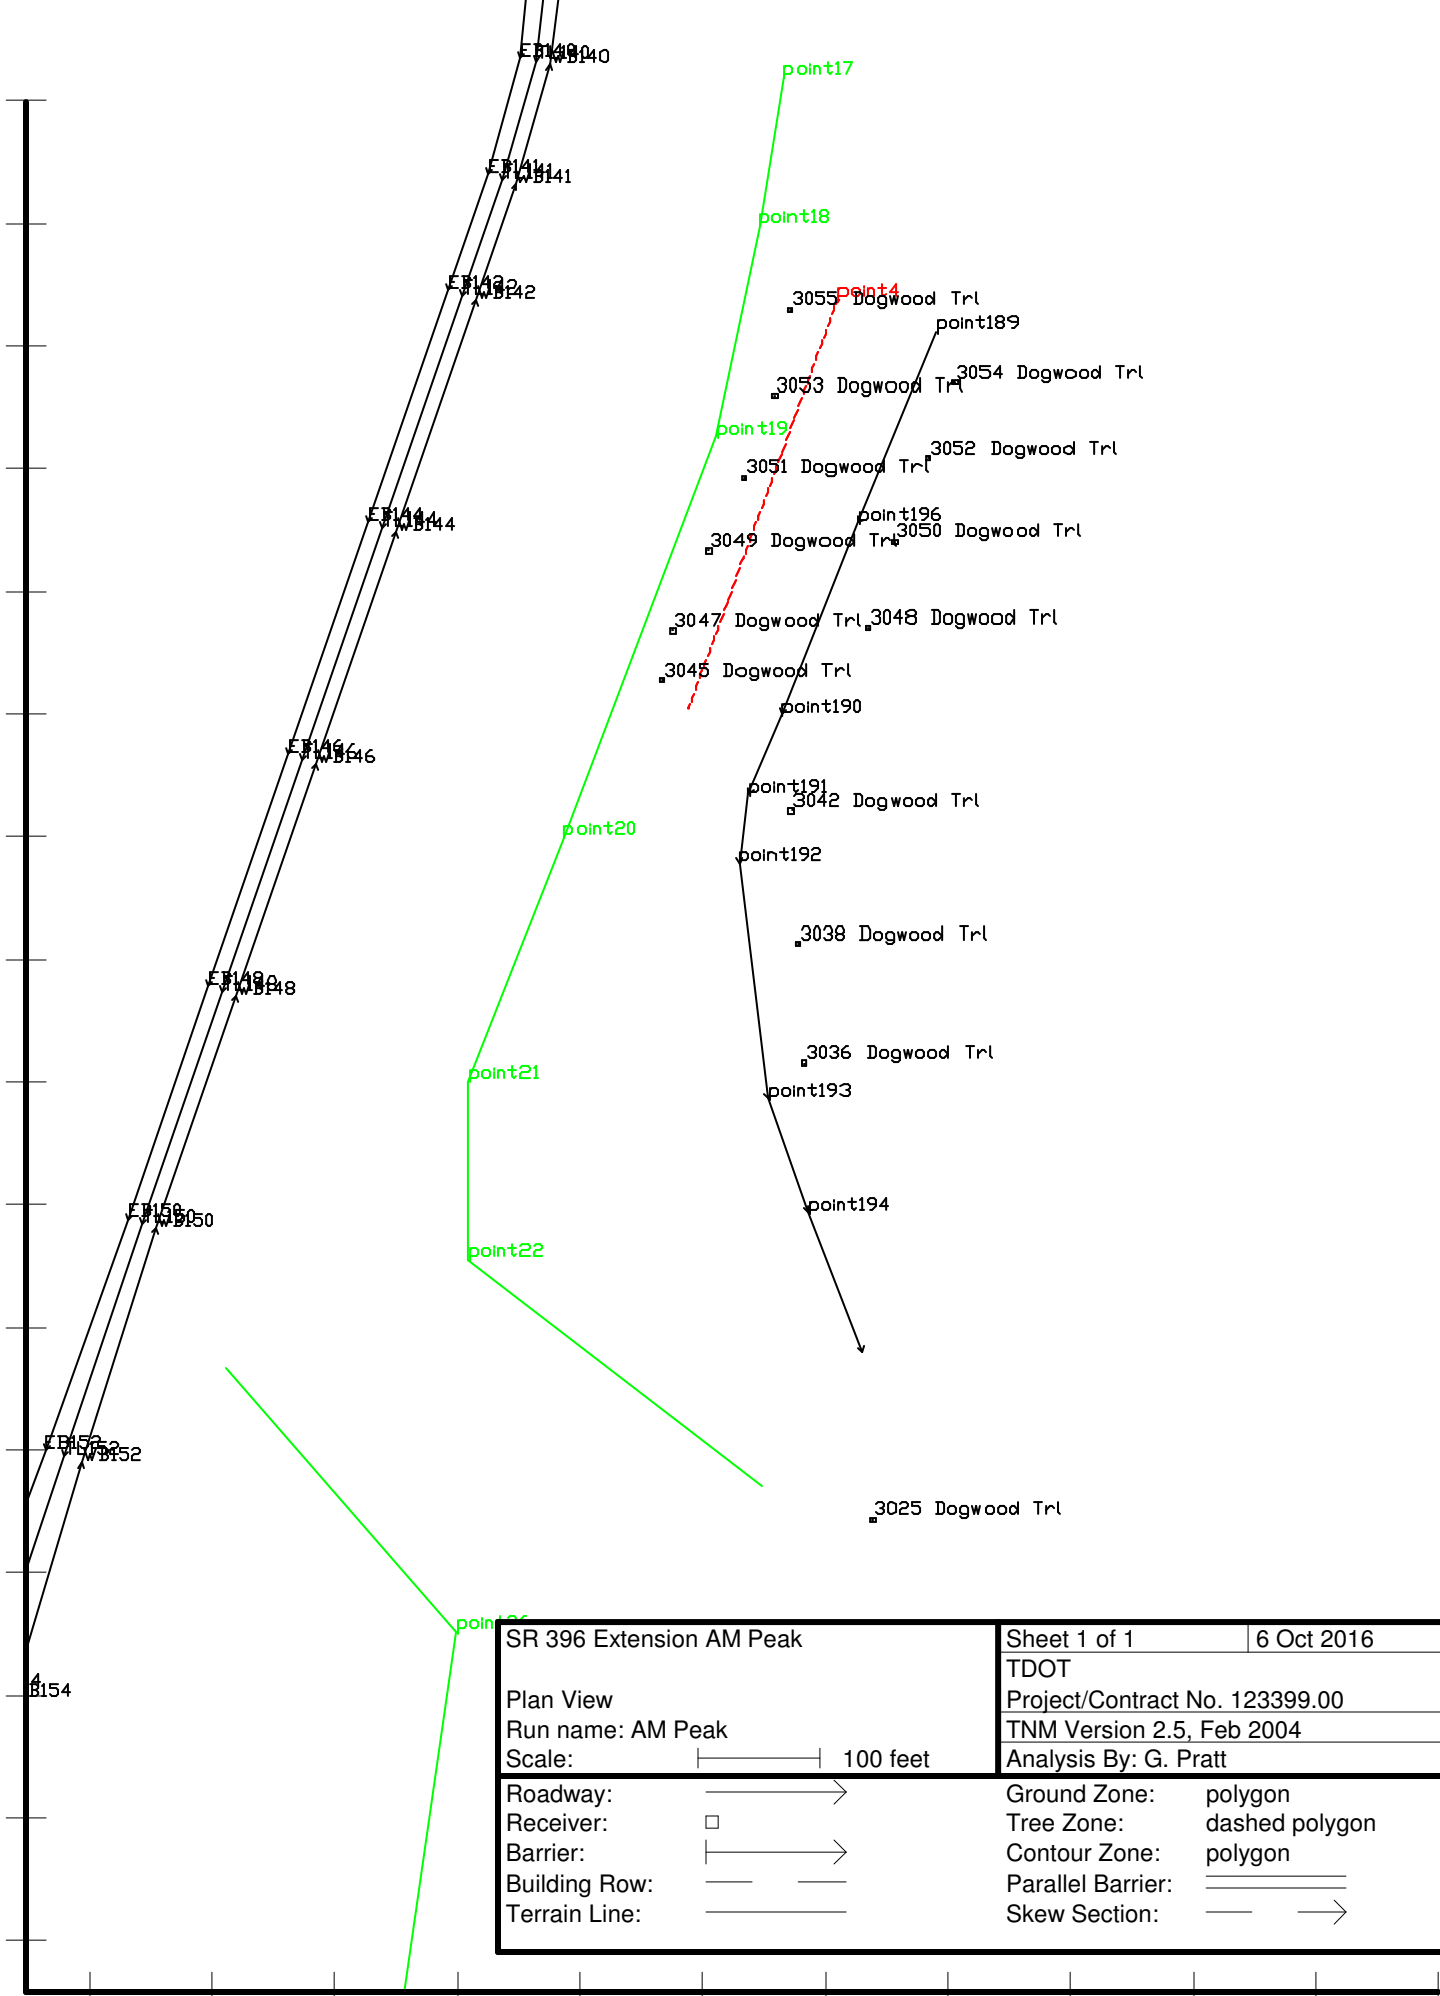 WB140
point17
EB141
WB141
point18
WB142
point4
3055 Dogwood Trl
point189
3054 Dogwood Trl
3053 Dogwood Trl
point19
3052 Dogwood Trl
3051 Dogwood Trl
point196
WB144
3050 Dogwood Trl
3049 Dogwood Trl
3047 Dogwood Trl
3048 Dogwood Trl
3045 Dogwood Trl
point190
EB146
WB146
point191
3042 Dogwood Trl
point20
point192
3038 Dogwood Trl
WB148
3036 Dogwood Trl
point21
point193
point194
EB150
WB150
point22
WB152
3025 Dogwood Trl
SR 396 Extension AM Peak
Sheet 1 of 1
6 Oct 2016
TDOT
Plan View
Project/Contract No. 123399.00
Run name: AM Peak
TNM Version 2.5, Feb 2004
Scale:
100 feet
Analysis By: G. Pratt
Roadway:
Receiver:
Barrier:
Building Row:
Terrain Line:
Ground Zone: polygon
Tree Zone: dashed polygon
Contour Zone: polygon
Parallel Barrier:
Skew Section: